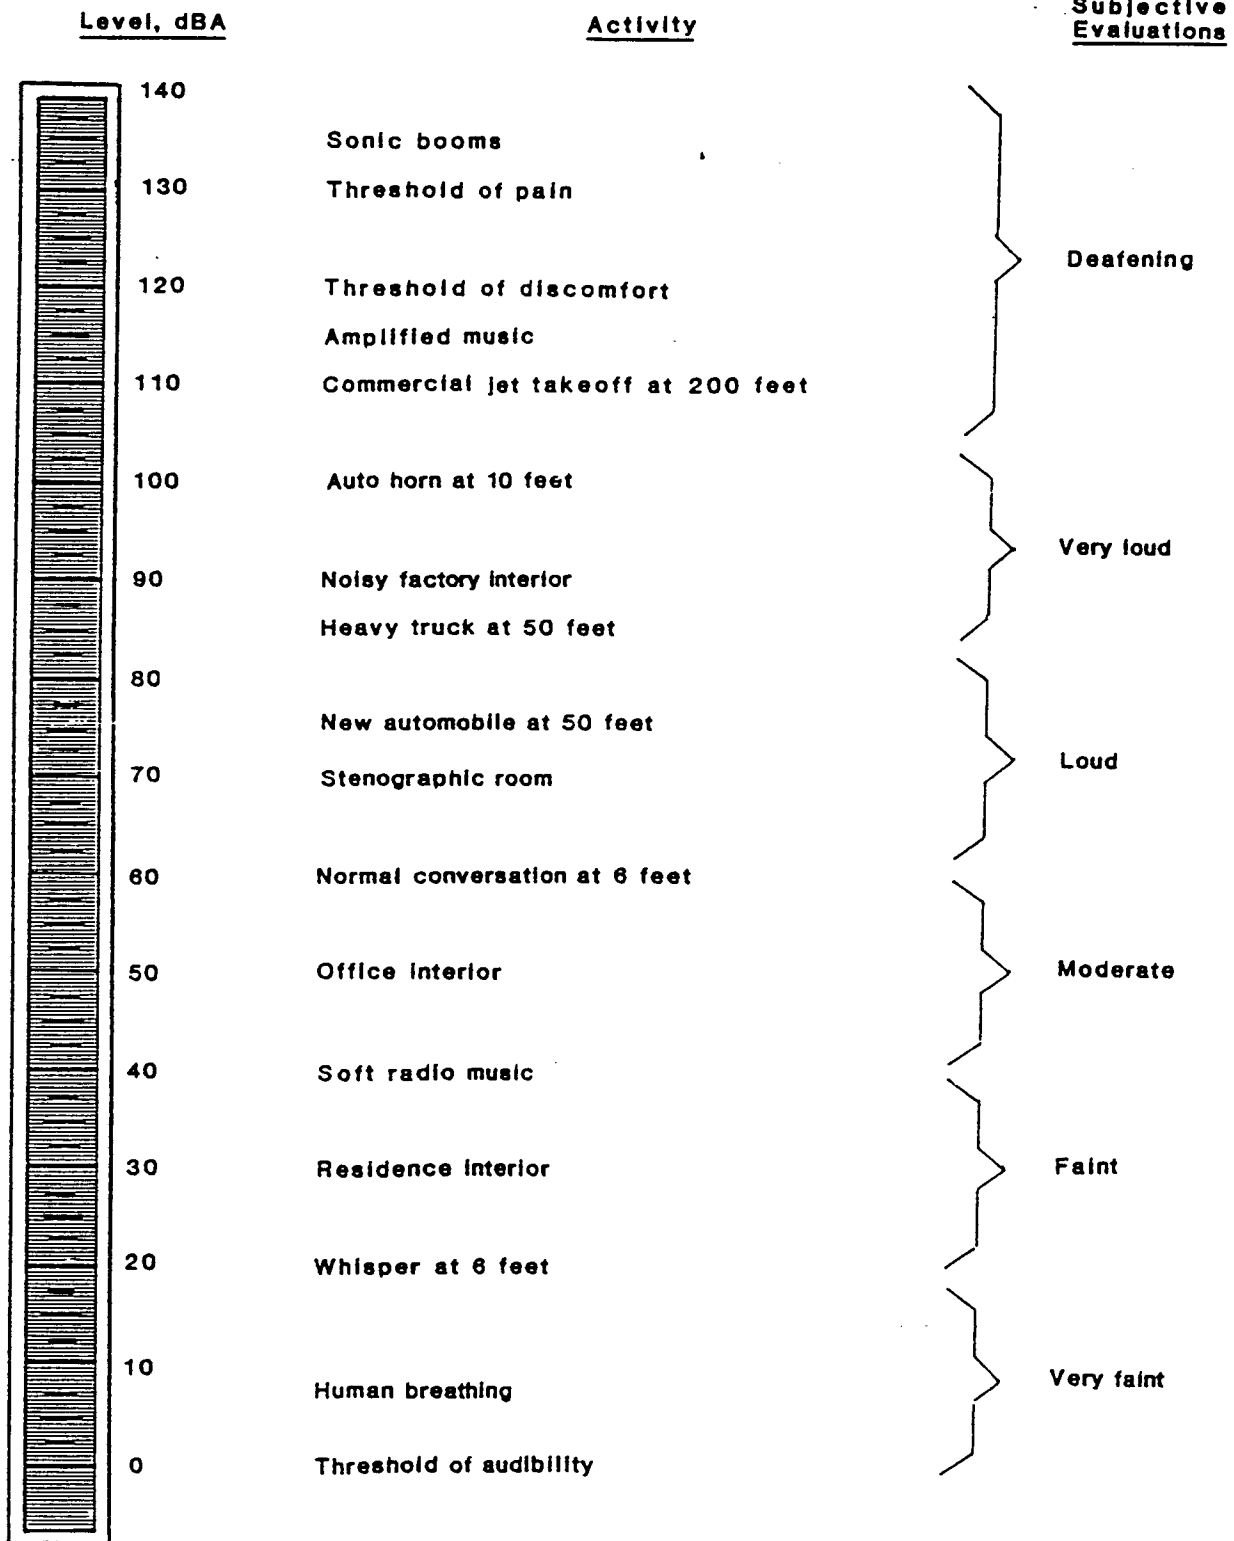 Level, dBA Activity Subjective
Evaluations
140
Sonic booms
130 Threshold of pain
Deafening
120 Threshold of discomfort
Amplified music
110 Commercial jet takeoff at 200 feet
100 Auto horn at 10 feet
Very loud
90 Noisy factory interior
Heavy truck at 50 feet
80
New automobile at 50 feet
Loud
70 Stenographic room
60 Normal conversation at 6 feet
50 Office interior Moderate
40 Soft radio music
30 Residence interior Faint
20 Whisper at 6 feet
10
Very faint
Human breathing
0 Threshold of audibility